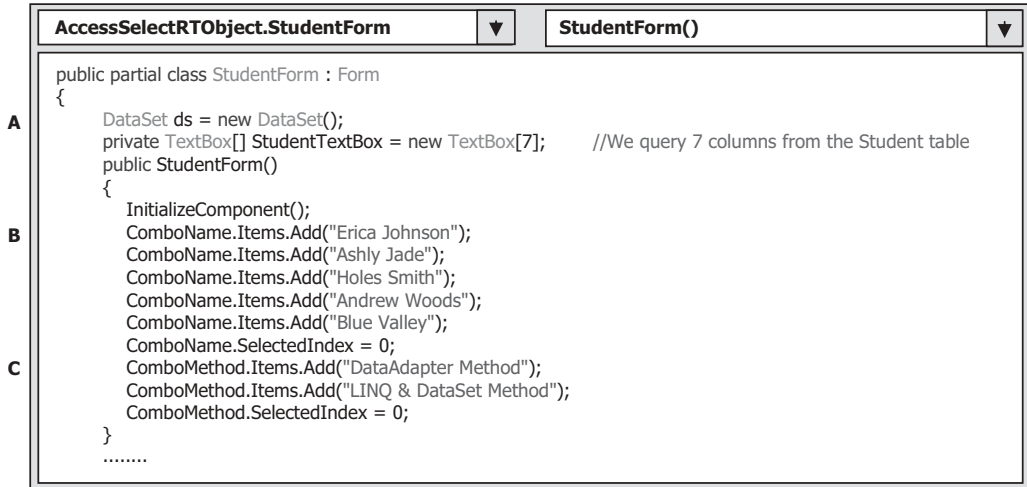 AccessSelectRTObject.StudentForm StudentForm()
public partial class StudentForm : Form
{
A DataSet ds = new DataSet();
private TextBox[] StudentTextBox = new TextBox[7]; //We query 7 columns from the Student table
public StudentForm()
{
InitializeComponent();
B ComboName.Items.Add("Erica Johnson");
ComboName.Items.Add("Ashly Jade");
ComboName.Items.Add("Holes Smith");
ComboName.Items.Add("Andrew Woods");
ComboName.Items.Add("Blue Valley");
ComboName.SelectedIndex = 0;
C ComboMethod.Items.Add("DataAdapter Method");
ComboMethod.Items.Add("LINQ & DataSet Method");
ComboMethod.SelectedIndex = 0;
}
........